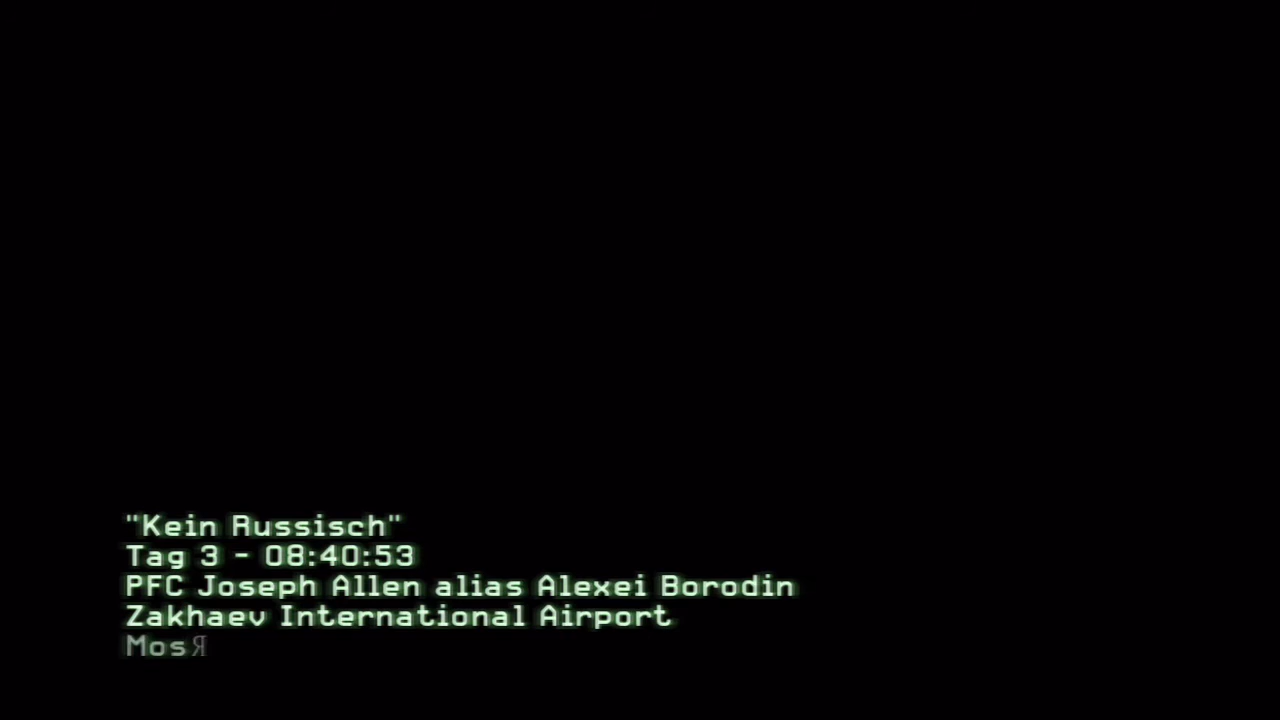 "Kein Russisch"
Tag 3 - 08:40:53
PFC Joseph Allen alias Alexei Borodin
Zakhaev International Airport
MosЯ